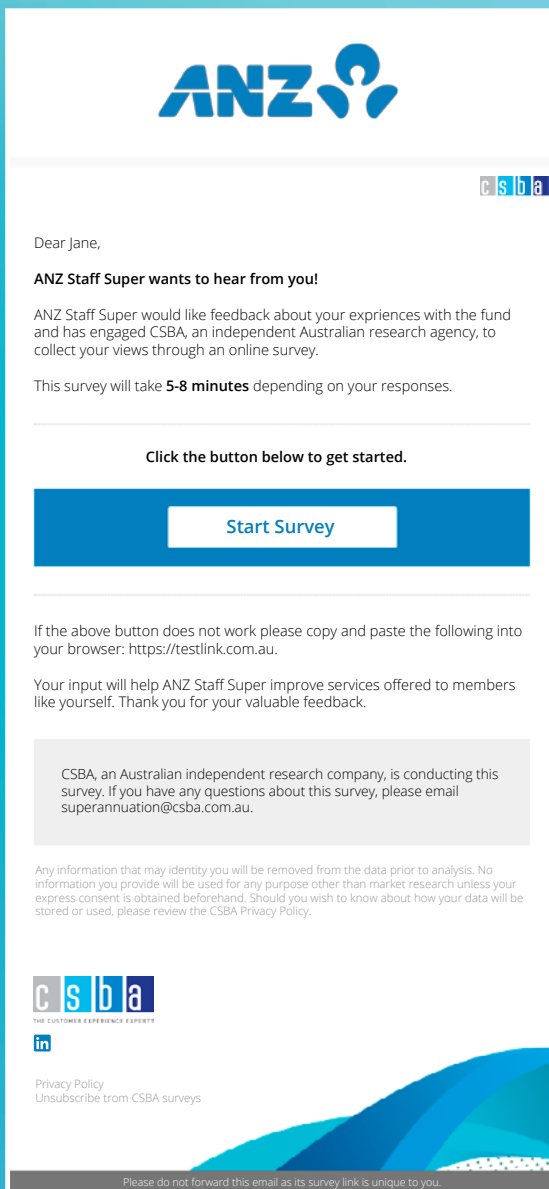 ANZ
csba
Dear Jane,
ANZ Staff Super wants to hear from you!
ANZ Staff Super would like feedback about your expriences with the fund
and has engaged CSBA, an independent Australian research agency, to
collect your views through an online survey.
This survey will take 5-8 minutes depending on your responses.
Click the button below to get started.
Start Survey
If the above button does not work please copy and paste the following into
your browser: https://testlink.com.au.
Your input will help ANZ Staff Super improve services offered to members
like yourself. Thank you for your valuable feedback.
CSBA, an Australian independent research company, is conducting this
survey. If you have any questions about this survey, please email
superannuation@csba.com.au.
Any information that may identity you will be removed from the data prior to analysis. No
information you provide will be used for any purpose other than market research unless your
express consent is obtained beforehand. Should you wish to know about how your data will be
stored or used, please review the CSBA Privacy Policy.
csba
THE CUSTOMER EXPERIENCE EXPERTS
in
Privacy Policy
Unsubscribe trom CSBA surveys
Please do not forward this email as its survey link is unique to you.